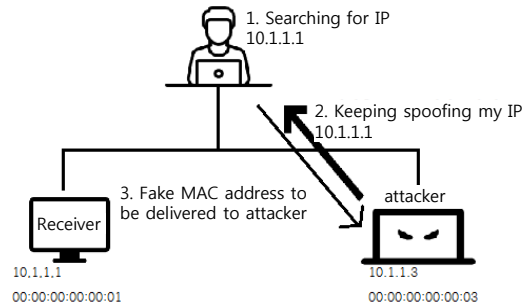 1. Searching for IP
10.1.1.1
2. Keeping spoofing my IP
10.1.1.1
3. Fake MAC address to
be delivered to attacker
Receiver
attacker
10.1.1.1
00:00:00:00:00:01
10.1.1.3
00:00:00:00:00:03